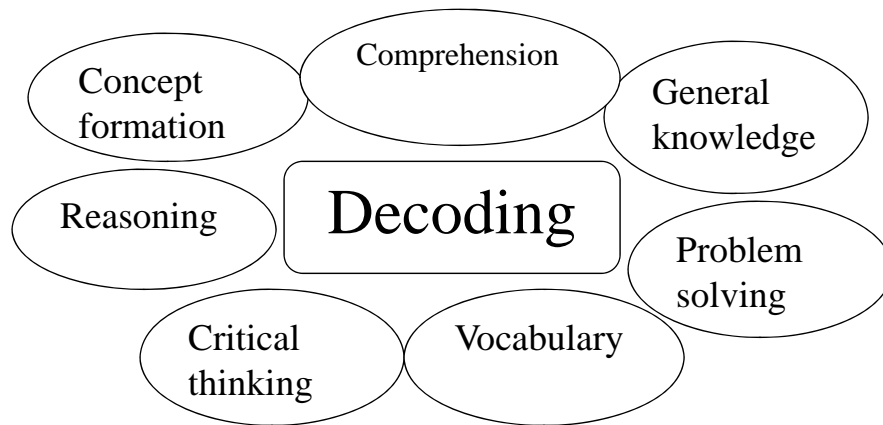 Comprehension
Concept
formation
General
knowledge
Reasoning
Decoding
Problem
solving
Critical
thinking
Vocabulary